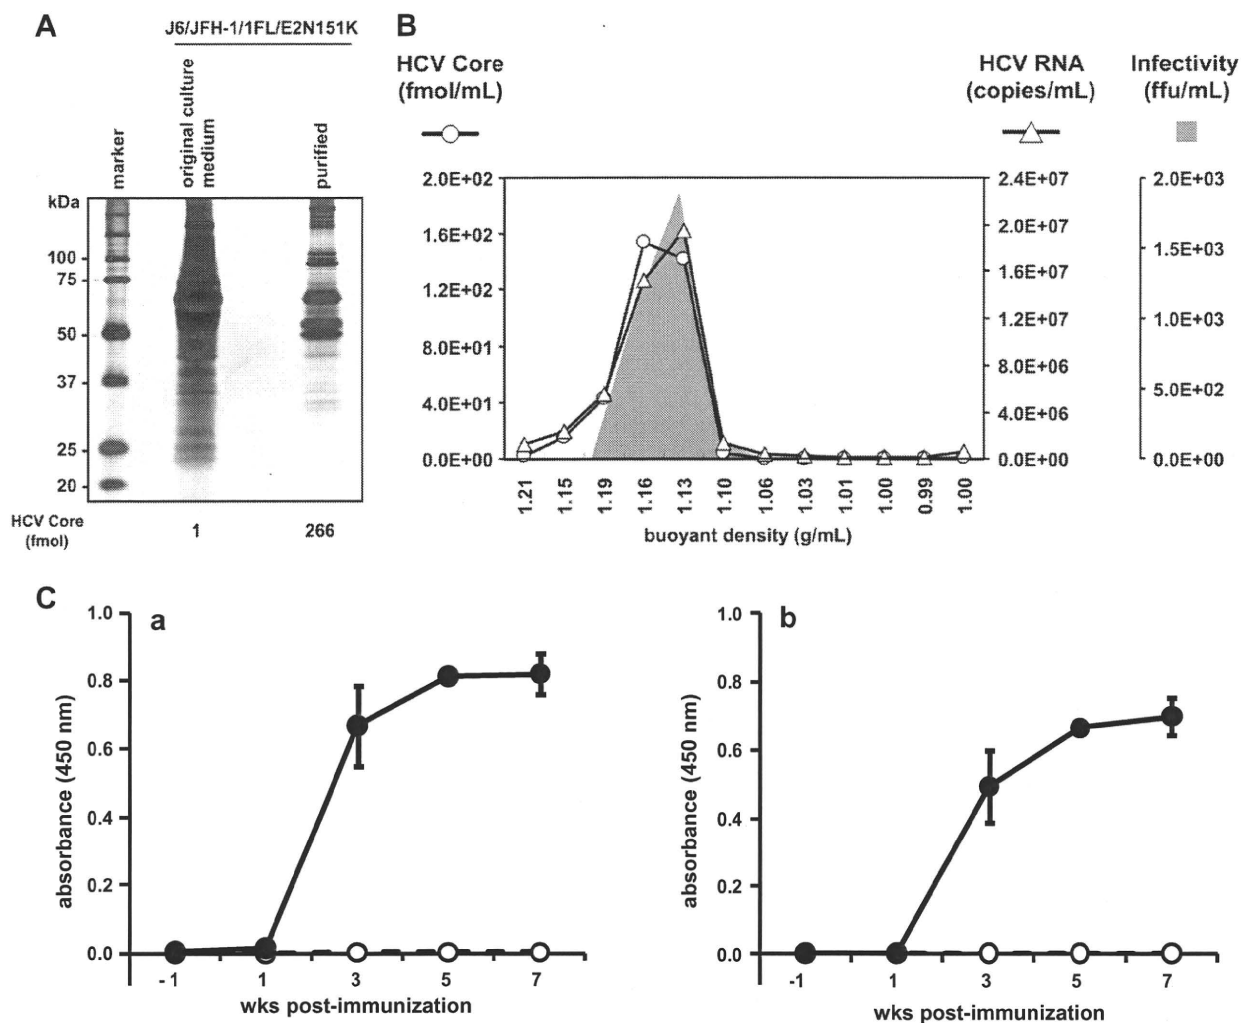 A
J6/JFH-1/1FL/E2N151K
marker
original culture
medium
purified
kDa
100
75
50
37
25
20
HCV Core
(fmol)
1
266
B
HCV Core
(fmol/mL)
HCV RNA
(copies/mL)
Infectivity
(ffu/mL)
2.0E+02
1.6E+02
1.2E+02
8.0E+01
4.0E+01
0.0E+00
2.4E+07
2.0E+07
1.6E+07
1.2E+07
8.0E+06
4.0E+06
0.0E+00
2.0E+03
1.5E+03
1.0E+03
5.0E+02
0.0E+00
1.21
1.15
1.19
1.16
1.13
1.10
1.06
1.03
1.01
1.00
0.99
1.00
buoyant density (g/mL)
C
a
absorbance (450 nm)
1.0
0.8
0.6
0.4
0.2
0.0
-1
1
3
5
7
wks post-immunization
b
absorbance (450 nm)
1.0
0.8
0.6
0.4
0.2
0.0
-1
1
3
5
7
wks post-immunization